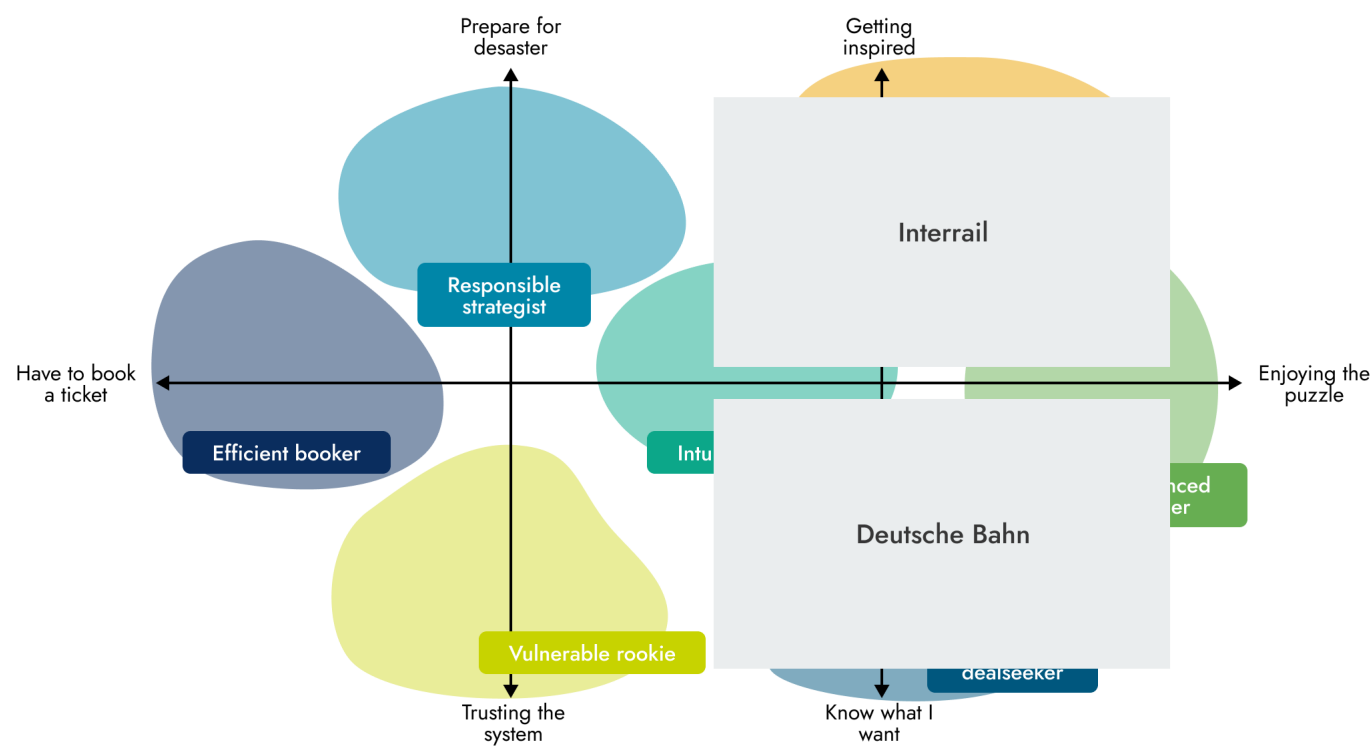 Prepare for
desaster
Getting
inspired
Interrail
Responsible
strategist
Have to book
a ticket
Enjoying the
puzzle
Efficient booker
Deutsche Bahn
Vulnerable rookie
dealseeker
Trusting the
system
Know what I
want